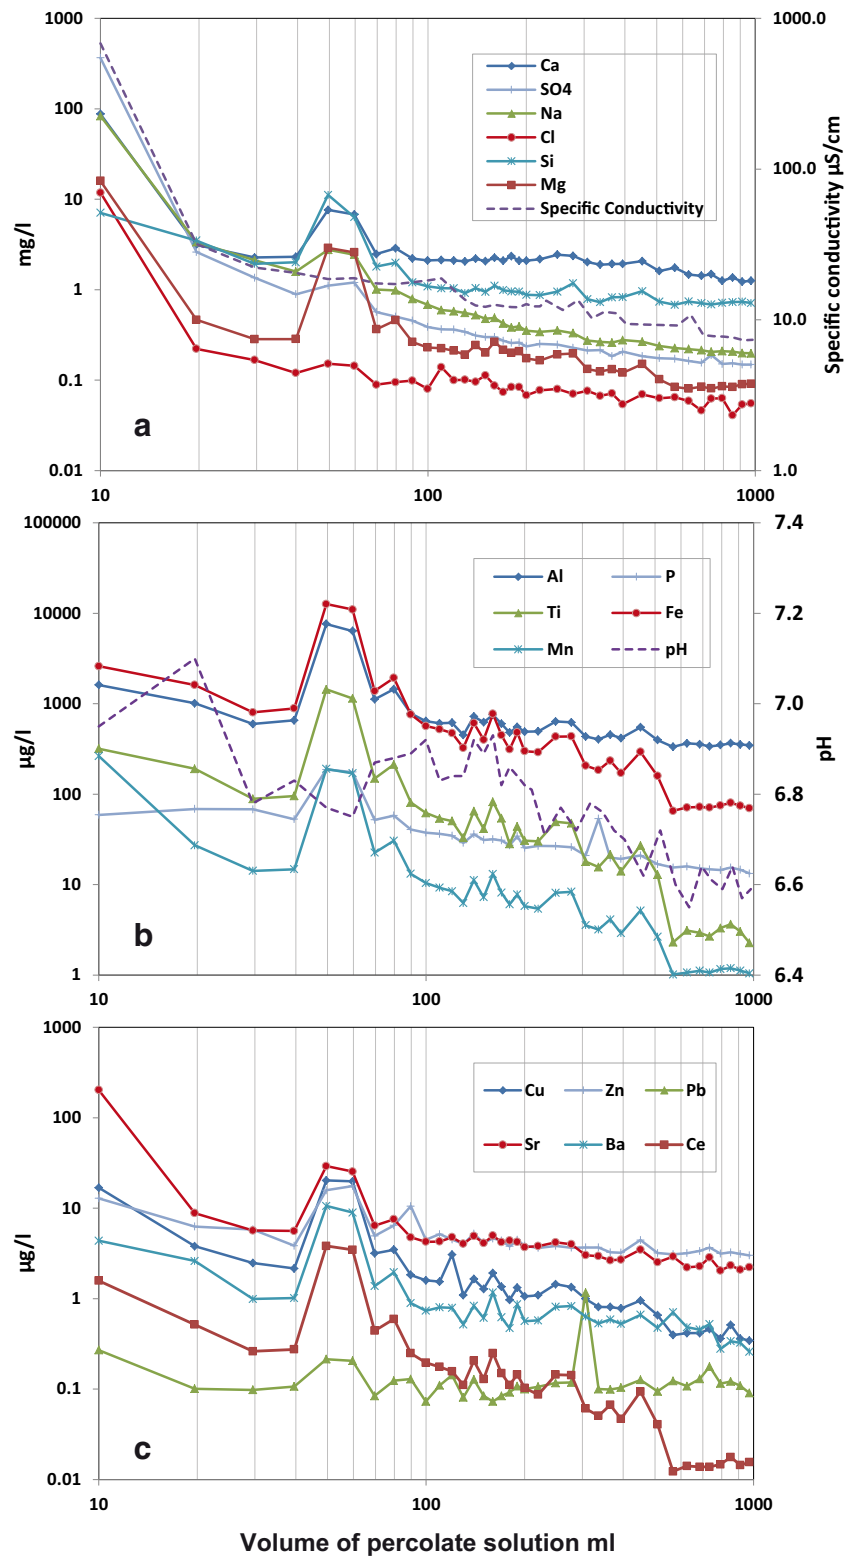 1000
100
10
1
0.1
0.01
mg/l
1000.0
100.0
10.0
1.0
Specific conductivity µS/cm
Ca
SO4
Na
Cl
Si
Mg
Specific Conductivity
a
10 100 1000
100000
10000
1000
100
10
1
µg/l
7.4
7.2
7.0
6.8
6.6
6.4
pH
Al P
Ti Fe
Mn pH
b
10 100 1000
1000
100
10
1
0.1
0.01
µg/l
Cu Zn Pb
Sr Ba Ce
c
10 100 1000
Volume of percolate solution ml